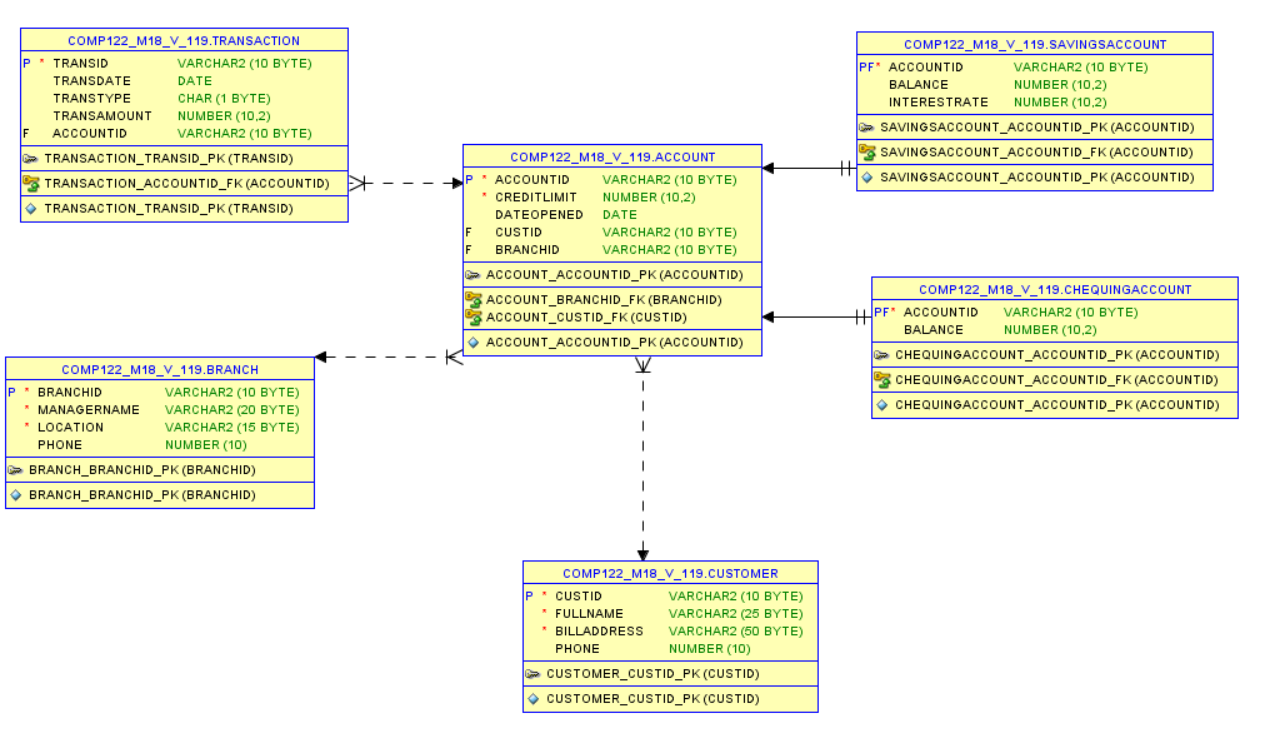 COMP122_M18_V_119.TRANSACTION
P * TRANSID VARCHAR2 (10 BYTE)
TRANSDATE DATE
TRANSTYPE CHAR (1 BYTE)
TRANSAMOUNT NUMBER (10,2)
F ACCOUNTID VARCHAR2 (10 BYTE)
TRANSACTION_TRANSID_PK (TRANSID)
TRANSACTION_ACCOUNTID_FK (ACCOUNTID)
TRANSACTION_TRANSID_PK (TRANSID)
COMP122_M18_V_119.SAVINGSACCOUNT
PF* ACCOUNTID VARCHAR2 (10 BYTE)
BALANCE NUMBER (10,2)
INTERESTRATE NUMBER (10,2)
SAVINGSACCOUNT_ACCOUNTID_PK (ACCOUNTID)
SAVINGSACCOUNT_ACCOUNTID_FK (ACCOUNTID)
SAVINGSACCOUNT_ACCOUNTID_PK (ACCOUNTID)
COMP122_M18_V_119.ACCOUNT
P * ACCOUNTID VARCHAR2 (10 BYTE)
* CREDITLIMIT NUMBER (10,2)
DATEOPENED DATE
F CUSTID VARCHAR2 (10 BYTE)
F BRANCHID VARCHAR2 (10 BYTE)
ACCOUNT_ACCOUNTID_PK (ACCOUNTID)
ACCOUNT_BRANCHID_FK (BRANCHID)
ACCOUNT_CUSTID_FK (CUSTID)
ACCOUNT_ACCOUNTID_PK (ACCOUNTID)
COMP122_M18_V_119.CHEQUINGACCOUNT
PF* ACCOUNTID VARCHAR2 (10 BYTE)
BALANCE NUMBER (10,2)
CHEQUINGACCOUNT_ACCOUNTID_PK (ACCOUNTID)
CHEQUINGACCOUNT_ACCOUNTID_FK (ACCOUNTID)
CHEQUINGACCOUNT_ACCOUNTID_PK (ACCOUNTID)
COMP122_M18_V_119.BRANCH
P * BRANCHID VARCHAR2 (10 BYTE)
* MANAGERNAME VARCHAR2 (20 BYTE)
* LOCATION VARCHAR2 (15 BYTE)
PHONE NUMBER (10)
BRANCH_BRANCHID_PK (BRANCHID)
BRANCH_BRANCHID_PK (BRANCHID)
COMP122_M18_V_119.CUSTOMER
P * CUSTID VARCHAR2 (10 BYTE)
* FULLNAME VARCHAR2 (25 BYTE)
* BILLADDRESS VARCHAR2 (50 BYTE)
PHONE NUMBER (10)
CUSTOMER_CUSTID_PK (CUSTID)
CUSTOMER_CUSTID_PK (CUSTID)